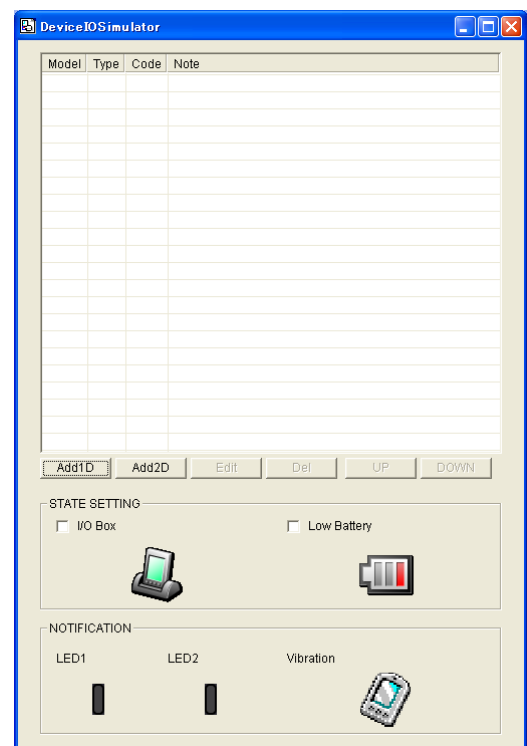 DeviceIOSimulator
Model Type Code Note
Add1D Add2D Edit Del UP DOWN
STATE SETTING
I/O Box Low Battery
NOTIFICATION
LED1 LED2 Vibration